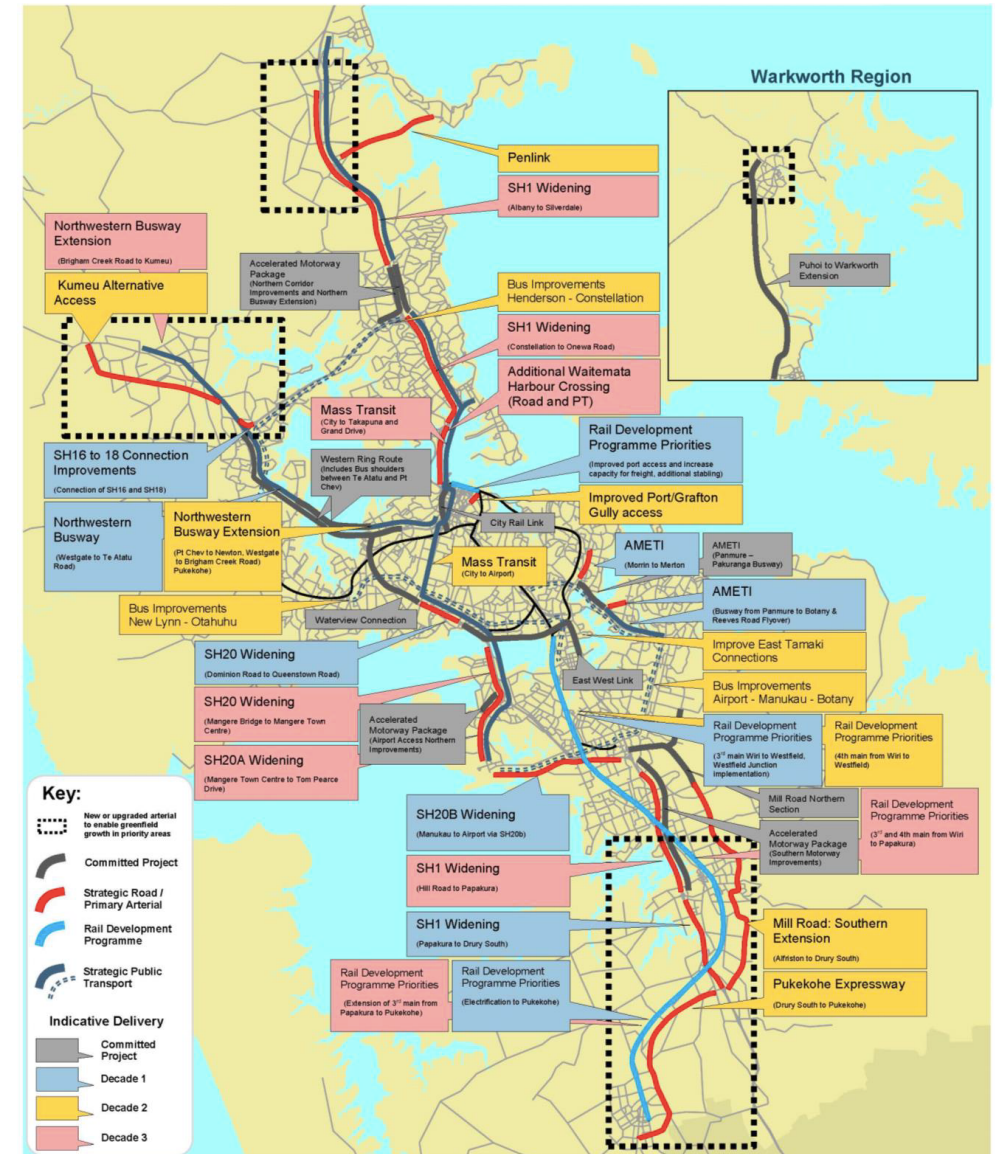 Warkworth Region
Puhoi to Warkworth
Extension
Penlink
SH1 Widening
(Albany to Silverdale)
Northwestern Busway
Extension
(Brigham Creek Road to Kumeu)
Kumeu Alternative
Access
Accelerated Motorway
Package
(Northern Corridor
Improvements and Northern
Busway Extension)
Bus Improvements
Henderson - Constellation
SH1 Widening
(Constellation to Onewa Road)
Additional Waitemata
Harbour Crossing
(Road and PT)
Mass Transit
(City to Takapuna and
Grand Drive)
Rail Development
Programme Priorities
(Improved port access and increase
capacity for freight, additional stabling)
SH16 to 18 Connection
Improvements
(Connection of SH16 and SH18)
Western Ring Route
(Includes Bus shoulders
between Te Atatu and Pt
Chev)
Improved Port/Grafton
Gully access
Northwestern
Busway
(Westgate to Te Atatu
Road)
Northwestern
Busway Extension
(Pt Chev to Newton, Westgate
to Brigham Creek Road)
Pukekohe
City Rail Link
Mass Transit
(City to Airport)
AMETI
(Morrin to Merton
AMETI
(Panmure –
Pakuranga Busway)
AMETI
(Busway from Panmure to Botany &
Reeves Road Flyover)
Bus Improvements
New Lynn - Otahuhu
Waterview Connection
Improve East Tamaki
Connections
SH20 Widening
(Dominion Road to Queenstown Road)
East West Link
Bus Improvements
Airport - Manukau - Botany
SH20 Widening
(Mangere Bridge to Mangere Town
Centre)
Accelerated
Motorway Package
(Airport Access Northern
Improvements)
Rail Development
Programme Priorities
(3rd main Wiri to Westfield,
Westfield Junction
Implementation)
Rail Development
Programme Priorities
(4th main from Wiri to
Westfield)
SH20A Widening
(Mangere Town Centre to Tom Pearce
Drive)
SH20B Widening
(Manukau to Airport via SH20b)
Mill Road Northern
Section
Rail Development
Programme Priorities
(3rd and 4th main from Wiri
to Papakura)
Accelerated
Motorway Package
(Southern Motorway
Improvements)
SH1 Widening
(Hill Road to Papakura)
SH1 Widening
(Papakura to Drury South)
Mill Road: Southern
Extension
(Alfriston to Drury South)
Rail Development
Programme Priorities
(Extension of 3rd main from
Papakura to Pukekohe)
Rail Development
Programme Priorities
(Electrification to Pukekohe)
Pukekohe Expressway
(Drury South to Pukekohe)
Key:
New or upgraded arterial
to enable greenfield
growth in priority areas
Committed Project
Strategic Road /
Primary Arterial
Rail Development
Programme
Strategic Public
Transport
Indicative Delivery
Committed
Project
Decade 1
Decade 2
Decade 3